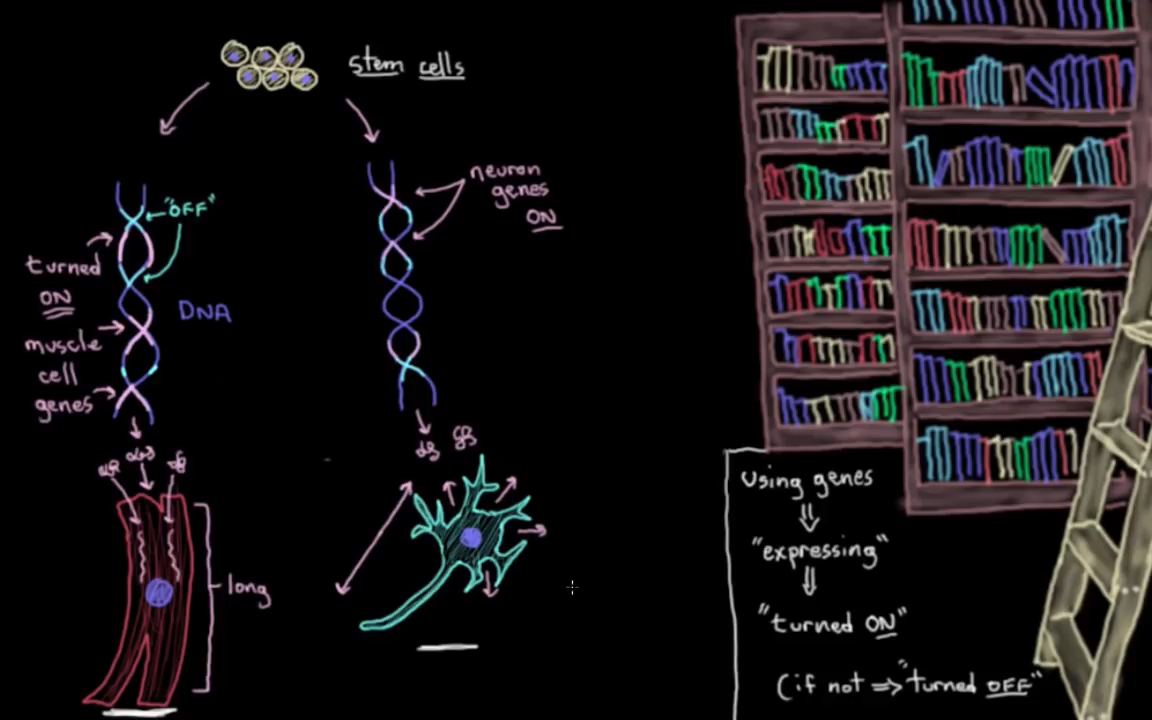 stem cells
"OFF"
turned
ON
muscle
cell
genes
DNA
long
neuron
genes
ON
Using genes
⇓
"expressing"
⇓
"turned ON"
(if not ⇒ "turned OFF"